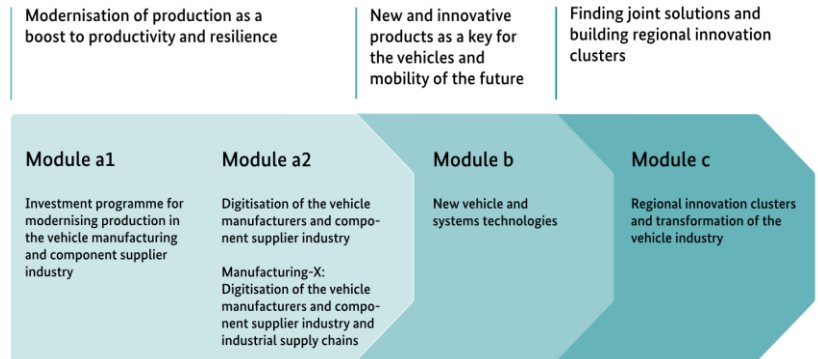 Modernisation of production as a
boost to productivity and resilience
New and innovative
products as a key for
the vehicles and
mobility of the future
Finding joint solutions and
building regional innovation
clusters
Module a1
Investment programme for
modernising production in
the vehicle manufacturing
and component supplier
industry
Module a2
Digitisation of the vehicle
manufacturers and compo-
nent supplier industry
Manufacturing-X:
Digitisation of the vehicle
manufacturers and compo-
nent supplier industry and
industrial supply chains
Module b
New vehicle and
systems technologies
Module c
Regional innovation clusters
and transformation of the
vehicle industry